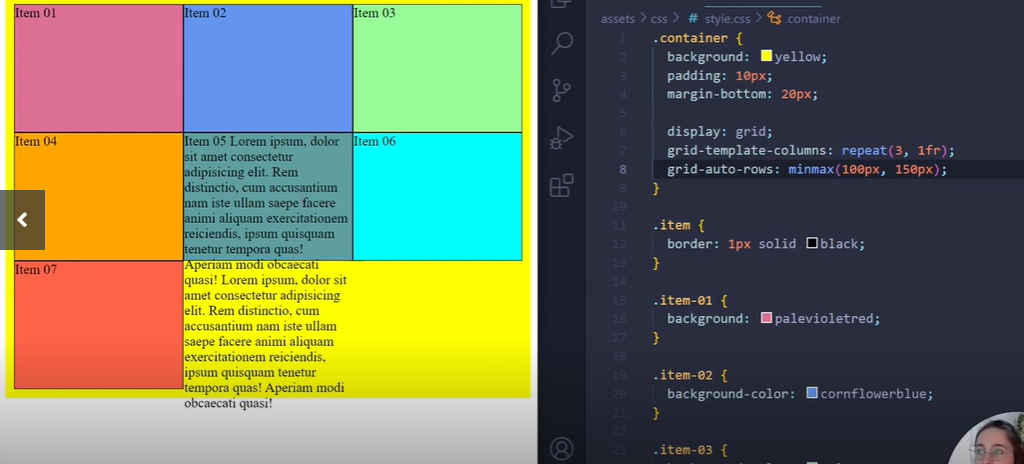 Item 01
Item 02
Item 03
Item 04
Item 05 Lorem ipsum, dolor
sit amet consectetur
adipisicing elit. Rem
distinctio, cum accusantium
nam iste ullam saepe facere
animi aliquam exercitationem
reiciendis, ipsum quisquam
tenetur tempora quas!
Aperiam modi obcaecati
quasi! Lorem ipsum, dolor sit
amet consectetur adipisicing
elit. Rem distinctio, cum
accusantium nam iste ullam
saepe facere animi aliquam
exercitationem reiciendis,
ipsum quisquam tenetur
tempora quas! Aperiam modi
obcaecati quasi!
Item 06
Item 07
assets > css > # style.css > .container
1 .container {
2 background: yellow;
3 padding: 10px;
4 margin-bottom: 20px;
5
6 display: grid;
7 grid-template-columns: repeat(3, 1fr);
8 grid-auto-rows: minmax(100px, 150px);
9 }
10
11 .item {
12 border: 1px solid black;
13 }
14
15 .item-01 {
16 background: palevioletred;
17 }
18
19 .item-02 {
20 background-color: cornflowerblue;
21 }
22
23 .item-03 {